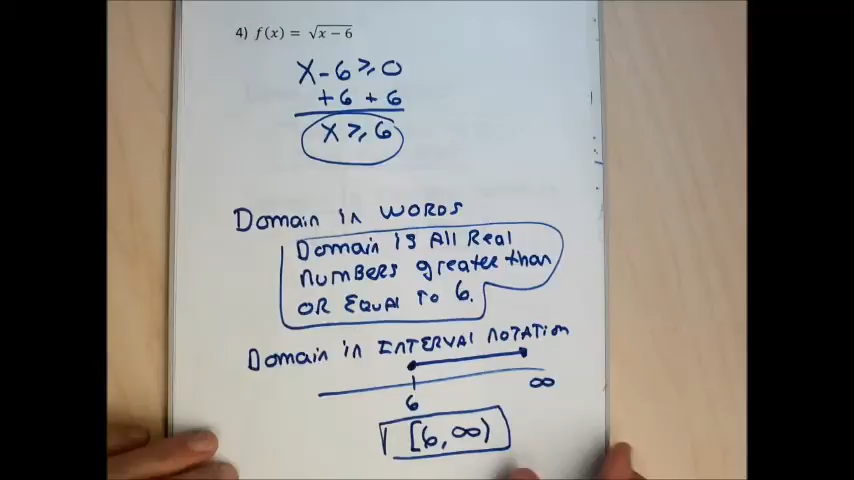 4) f(x) = √x − 6
x - 6 ≥ 0
+6 + 6
x ≥ 6
Domain in WORDS
Domain is All Real
numBERS greater than
OR EQUAl To 6.
Domain in INTERVAl NOTATion
6 ∞
[6, ∞)